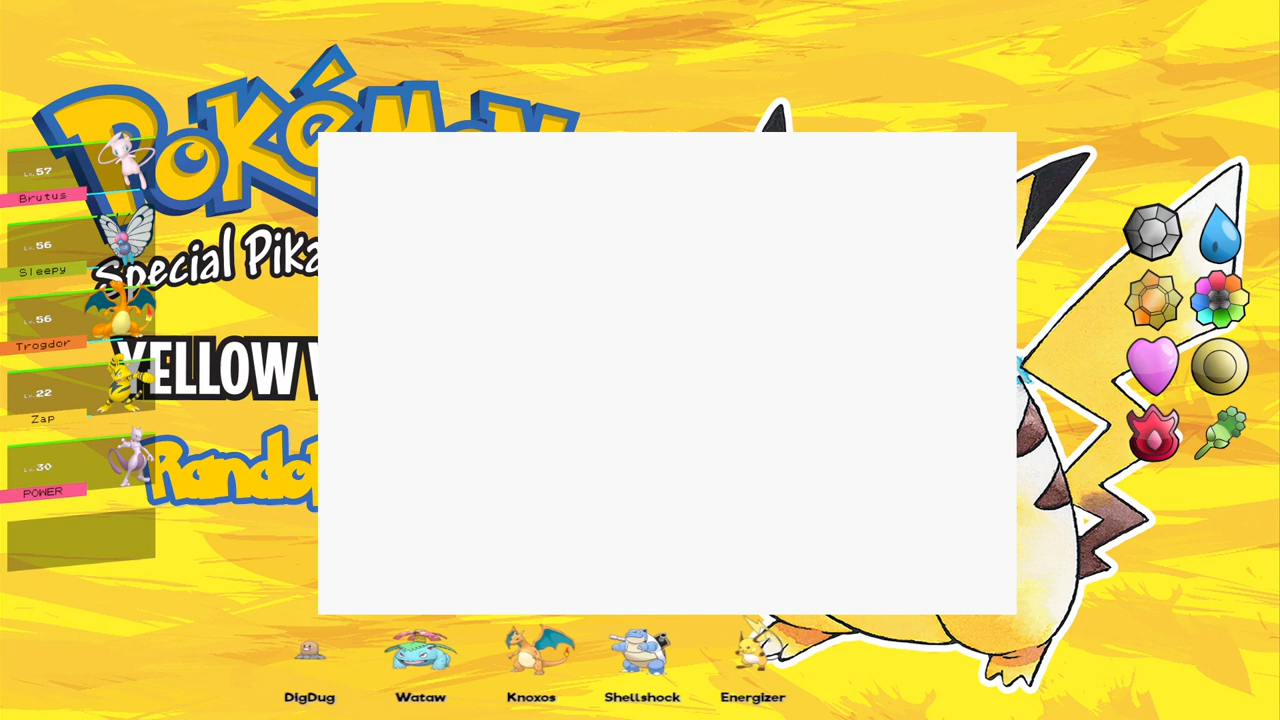 POKéMON
Lv.57
Brutus
Special Pika
Lv.56
Sleepy
Lv.56
Trogdor
YELLOW
Lv.22
Zap
Lv.30
POWER
DigDug
Wataw
Knoxos
Shellshock
Energizer